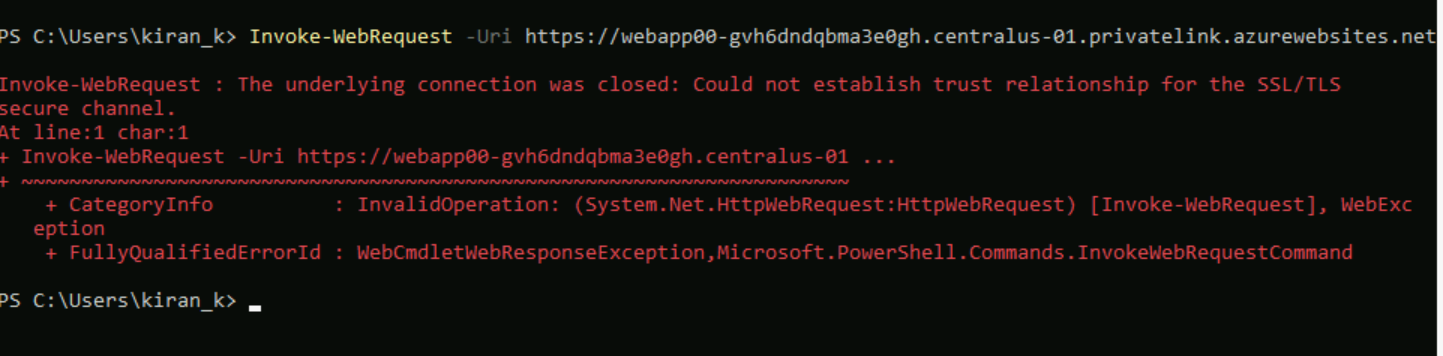 PS C:\Users\kiran_k> Invoke-WebRequest -Uri https://webapp00-gvh6dndqbma3e0gh.centralus-01.privatelink.azurewebsites.net
Invoke-WebRequest : The underlying connection was closed: Could not establish trust relationship for the SSL/TLS
secure channel.
At line:1 char:1
+ Invoke-WebRequest -Uri https://webapp00-gvh6dndqbma3e0gh.centralus-01 ...
+ ~~~~~~~~~~~~~~~~~~~~~~~~~~~~~~~~~~~~~~~~~~~~~~~~~~~~~~~~~~~~~~~~~~~~~
+ CategoryInfo : InvalidOperation: (System.Net.HttpWebRequest:HttpWebRequest) [Invoke-WebRequest], WebExc
eption
+ FullyQualifiedErrorId : WebCmdletWebResponseException,Microsoft.PowerShell.Commands.InvokeWebRequestCommand
PS C:\Users\kiran_k> _